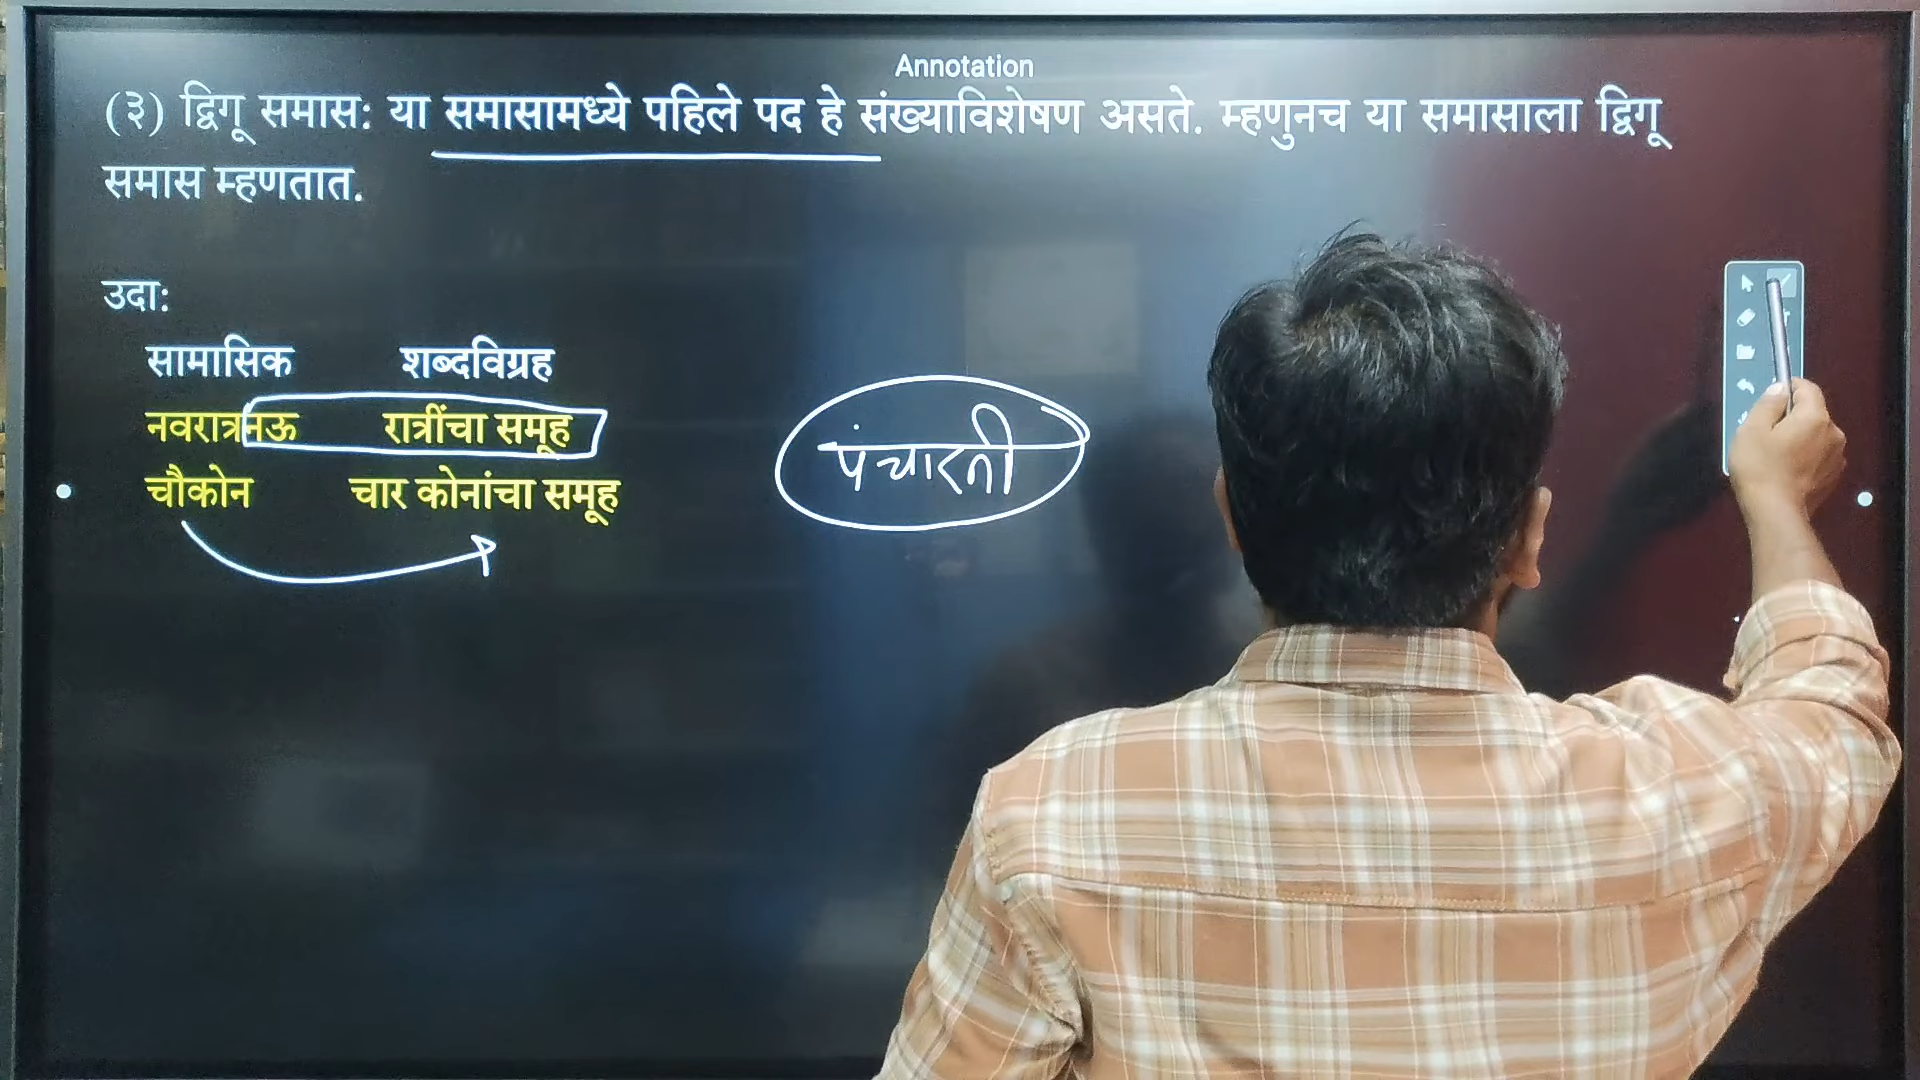 Annotation
(३) द्विगू समास: या समासामध्ये पहिले पद हे संख्याविशेषण असते. म्हणुनच या समासाला द्विगू
समास म्हणतात.
उदा:
सामासिक शब्दविग्रह
नवरात्रनऊ रात्रींचा समूह
चौकोन चार कोनांचा समूह
पंचारती